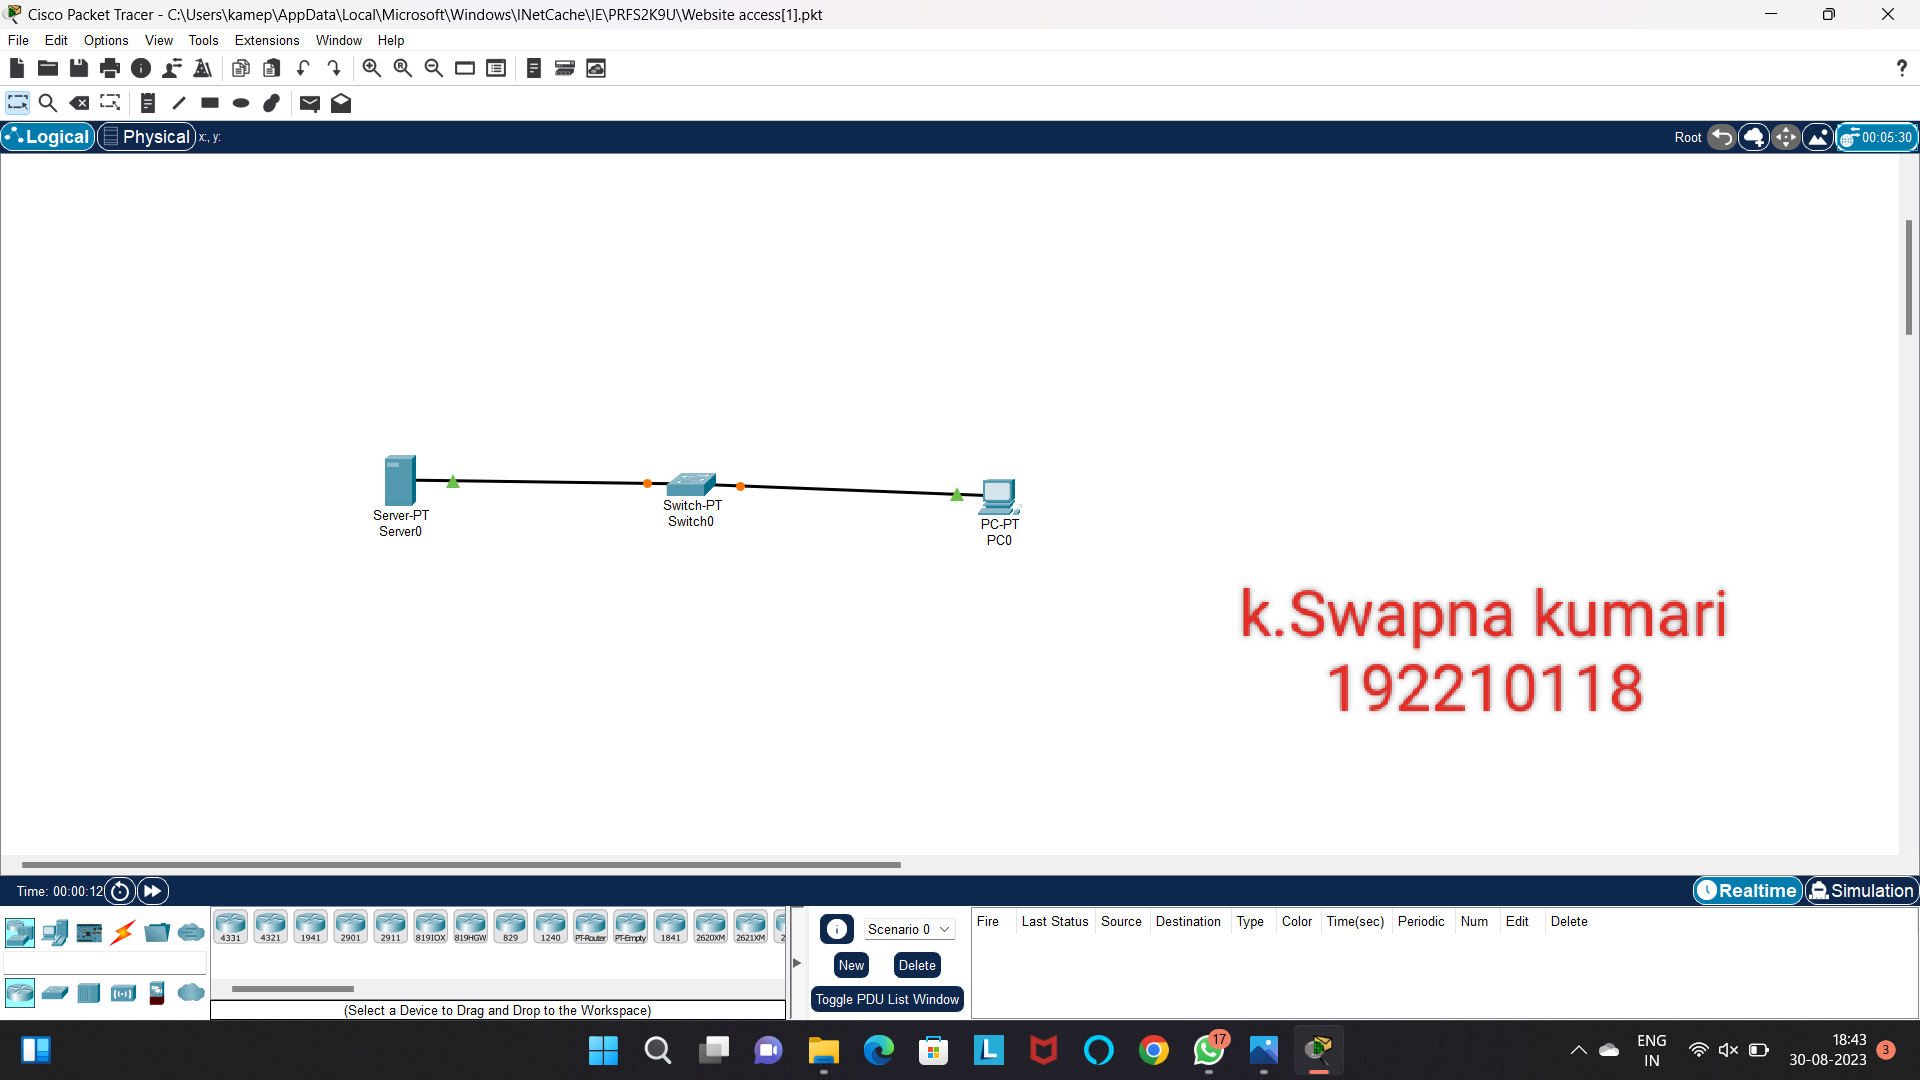 Cisco Packet Tracer - C:\Users\kamep\AppData\Local\Microsoft\Windows\INetCache\IE\PRFS2K9U\Website access[1].pkt
File Edit Options View Tools Extensions Window Help
?
Logical Physical x:, y: Root 00:05:30
Server-PT
Server0
Switch-PT
Switch0
PC-PT
PC0
k.Swapna kumari
192210118
Time: 00:00:12 Realtime Simulation
4331 4321 1941 2901 2911 819IOX 819HGW 829 1240 PT-Router PT-Empty 1841 2620XM 2621XM 2
Scenario 0
New Delete
Toggle PDU List Window
Fire Last Status Source Destination Type Color Time(sec) Periodic Num Edit Delete
(Select a Device to Drag and Drop to the Workspace)
L
17
ENG
IN
18:43
30-08-2023
3